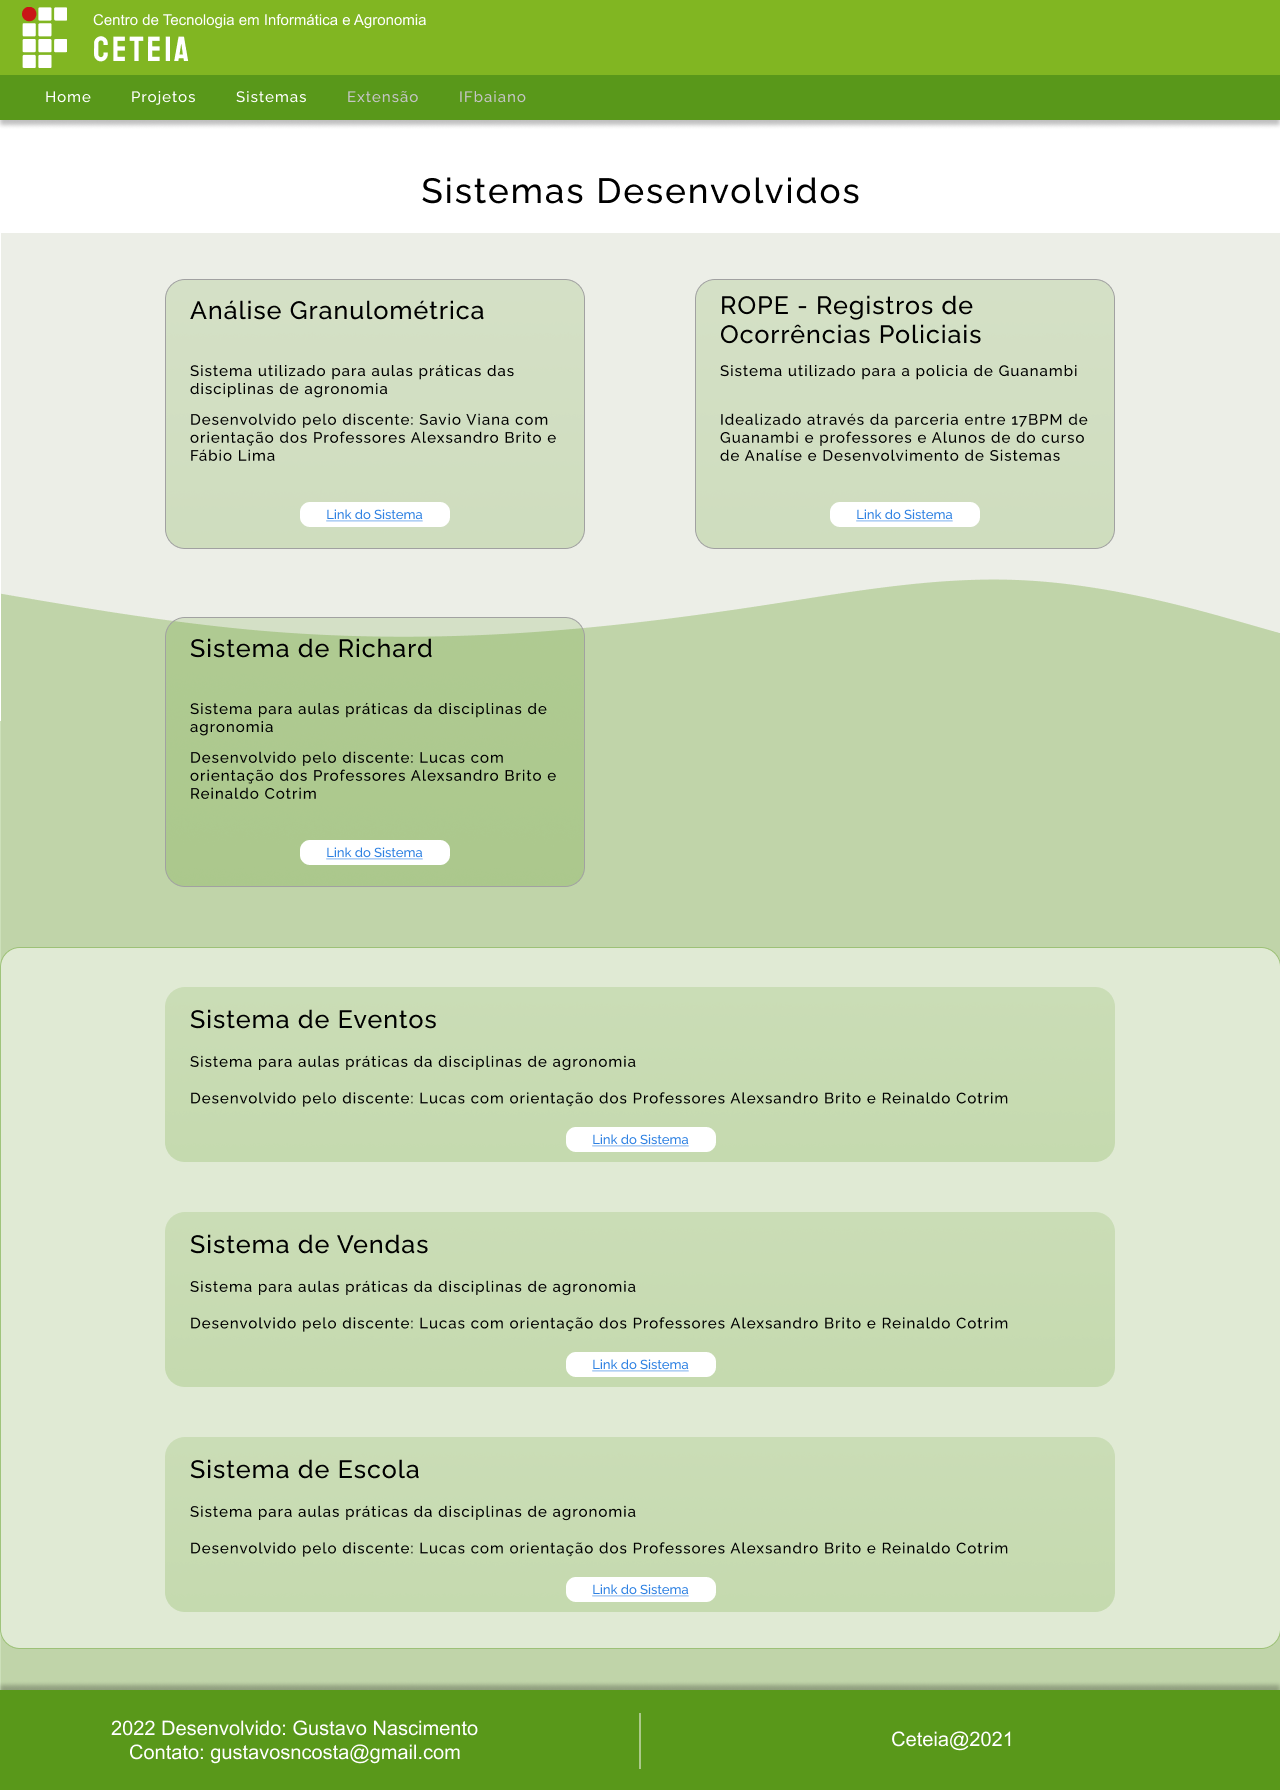 Centro de Tecnologia em Informática e Agronomia
CETEIA
Home Projetos Sistemas Extensão IFbaiano
Sistemas Desenvolvidos
Análise Granulométrica
Sistema utilizado para aulas práticas das
disciplinas de agronomia
Desenvolvido pelo discente: Savio Viana com
orientação dos Professores Alexsandro Brito e
Fábio Lima
Link do Sistema
ROPE - Registros de
Ocorrências Policiais
Sistema utilizado para a policia de Guanambi
Idealizado através da parceria entre 17BPM de
Guanambi e professores e Alunos de do curso
de Analíse e Desenvolvimento de Sistemas
Link do Sistema
Sistema de Richard
Sistema para aulas práticas da disciplinas de
agronomia
Desenvolvido pelo discente: Lucas com
orientação dos Professores Alexsandro Brito e
Reinaldo Cotrim
Link do Sistema
Sistema de Eventos
Sistema para aulas práticas da disciplinas de agronomia
Desenvolvido pelo discente: Lucas com orientação dos Professores Alexsandro Brito e Reinaldo Cotrim
Link do Sistema
Sistema de Vendas
Sistema para aulas práticas da disciplinas de agronomia
Desenvolvido pelo discente: Lucas com orientação dos Professores Alexsandro Brito e Reinaldo Cotrim
Link do Sistema
Sistema de Escola
Sistema para aulas práticas da disciplinas de agronomia
Desenvolvido pelo discente: Lucas com orientação dos Professores Alexsandro Brito e Reinaldo Cotrim
Link do Sistema
2022 Desenvolvido: Gustavo Nascimento
Contato: gustavosncosta@gmail.com
Ceteia@2021